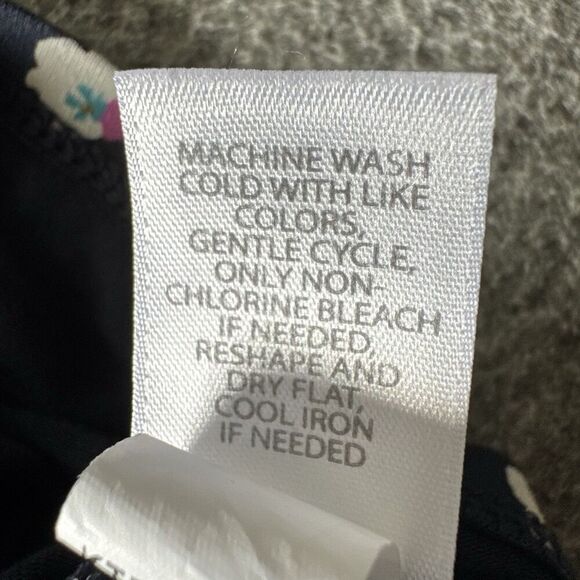 MACHINE WASH
COLD WITH LIKE
COLORS,
GENTLE CYCLE,
ONLY NON-
CHLORINE BLEACH
IF NEEDED,
RESHAPE AND
DRY FLAT,
COOL IRON
IF NEEDED